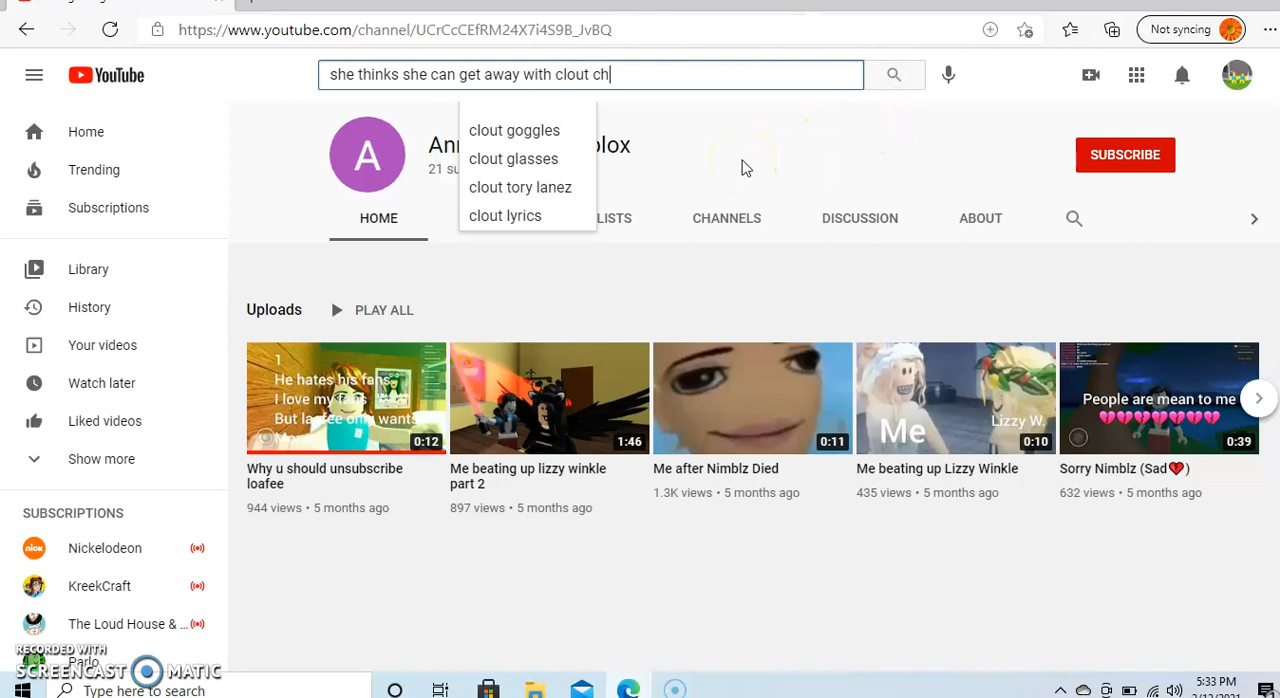 https://www.youtube.com/channel/UCrCcCEfRM24X7i4S9B_JvBQ
Not syncing
YouTube
she thinks she can get away with clout ch
clout goggles
clout glasses
clout tory lanez
clout lyrics
A
SUBSCRIBE
HOME
CHANNELS
DISCUSSION
ABOUT
Home
Trending
Subscriptions
Library
History
Your videos
Watch later
Liked videos
Show more
SUBSCRIPTIONS
nick
Nickelodeon
KreekCraft
The Loud House & ...
Parlo
Uploads
PLAY ALL
1
He hates his fans
I love my fans
But lagfee only wants
0:12
Why u should unsubscribe
loafee
944 views • 5 months ago
1:46
Me beating up lizzy winkle
part 2
897 views • 5 months ago
0:11
Me after Nimblz Died
1.3K views • 5 months ago
Me
Lizzy W.
0:10
Me beating up Lizzy Winkle
435 views • 5 months ago
People are mean to me
💔💔💔💔💔💔💔
0:39
Sorry Nimblz (Sad💔)
632 views • 5 months ago
RECORDED WITH
SCREENCAST MATIC
Type here to search
5:33 PM